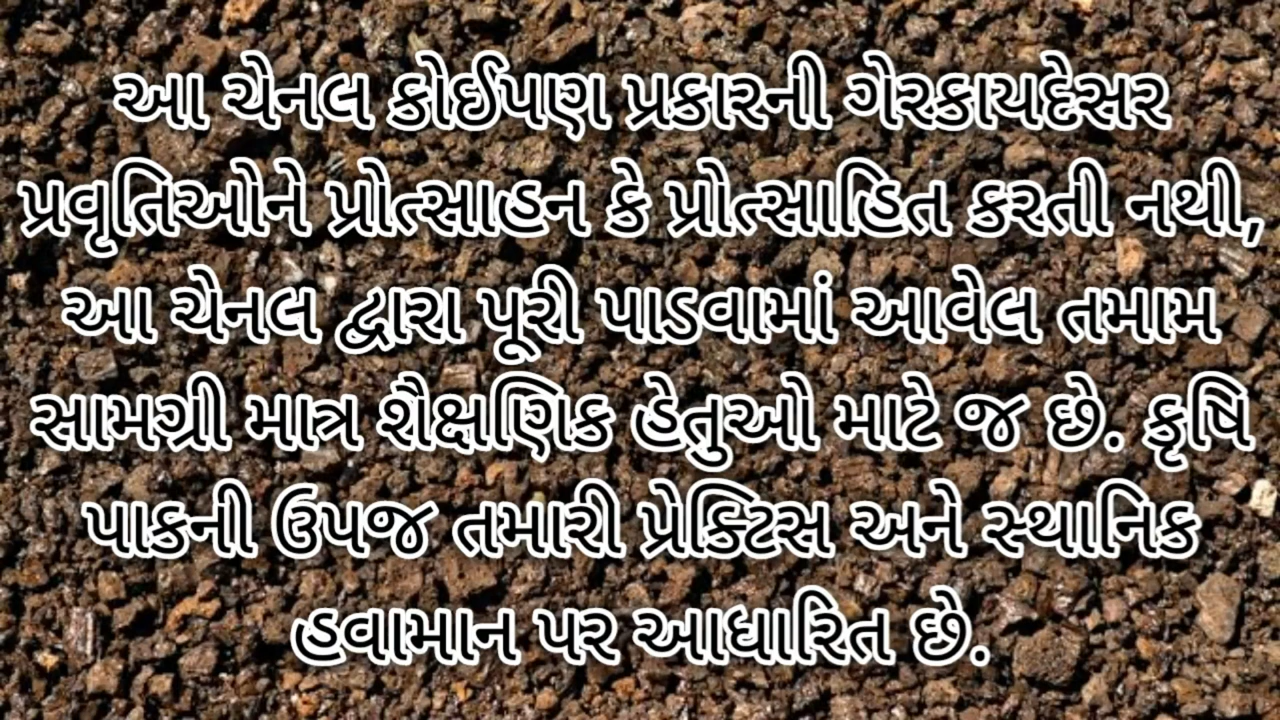 આ ચેનલ કોઈપણ પ્રકારની ગેરકાયદેસર
પ્રવૃતિઓને પ્રોત્સાહન કે પ્રોત્સાહિત કરતી નથી,
આ ચેનલ દ્વારા પૂરી પાડવામાં આવેલ તમામ
સામગ્રી માત્ર શૈક્ષણિક હેતુઓ માટે જ છે. કૃષિ
પાકની ઉપજ તમારી પ્રેક્ટિસ અને સ્થાનિક
હવામાન પર આધારિત છે.